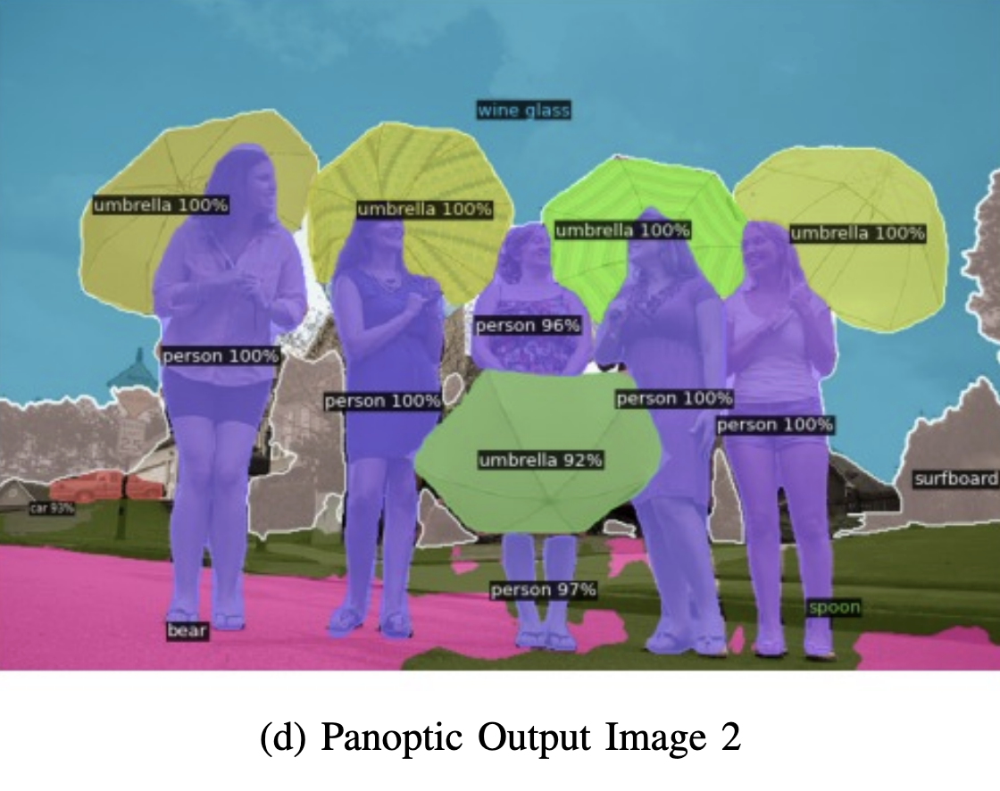 wine glass
umbrella 100%
umbrella 100%
umbrella 100%
umbrella 100%
person 96%
person 100%
person 100%
person 100%
person 100%
umbrella 92%
surfboard
car 93%
person 97%
spoon
bear
(d) Panoptic Output Image 2